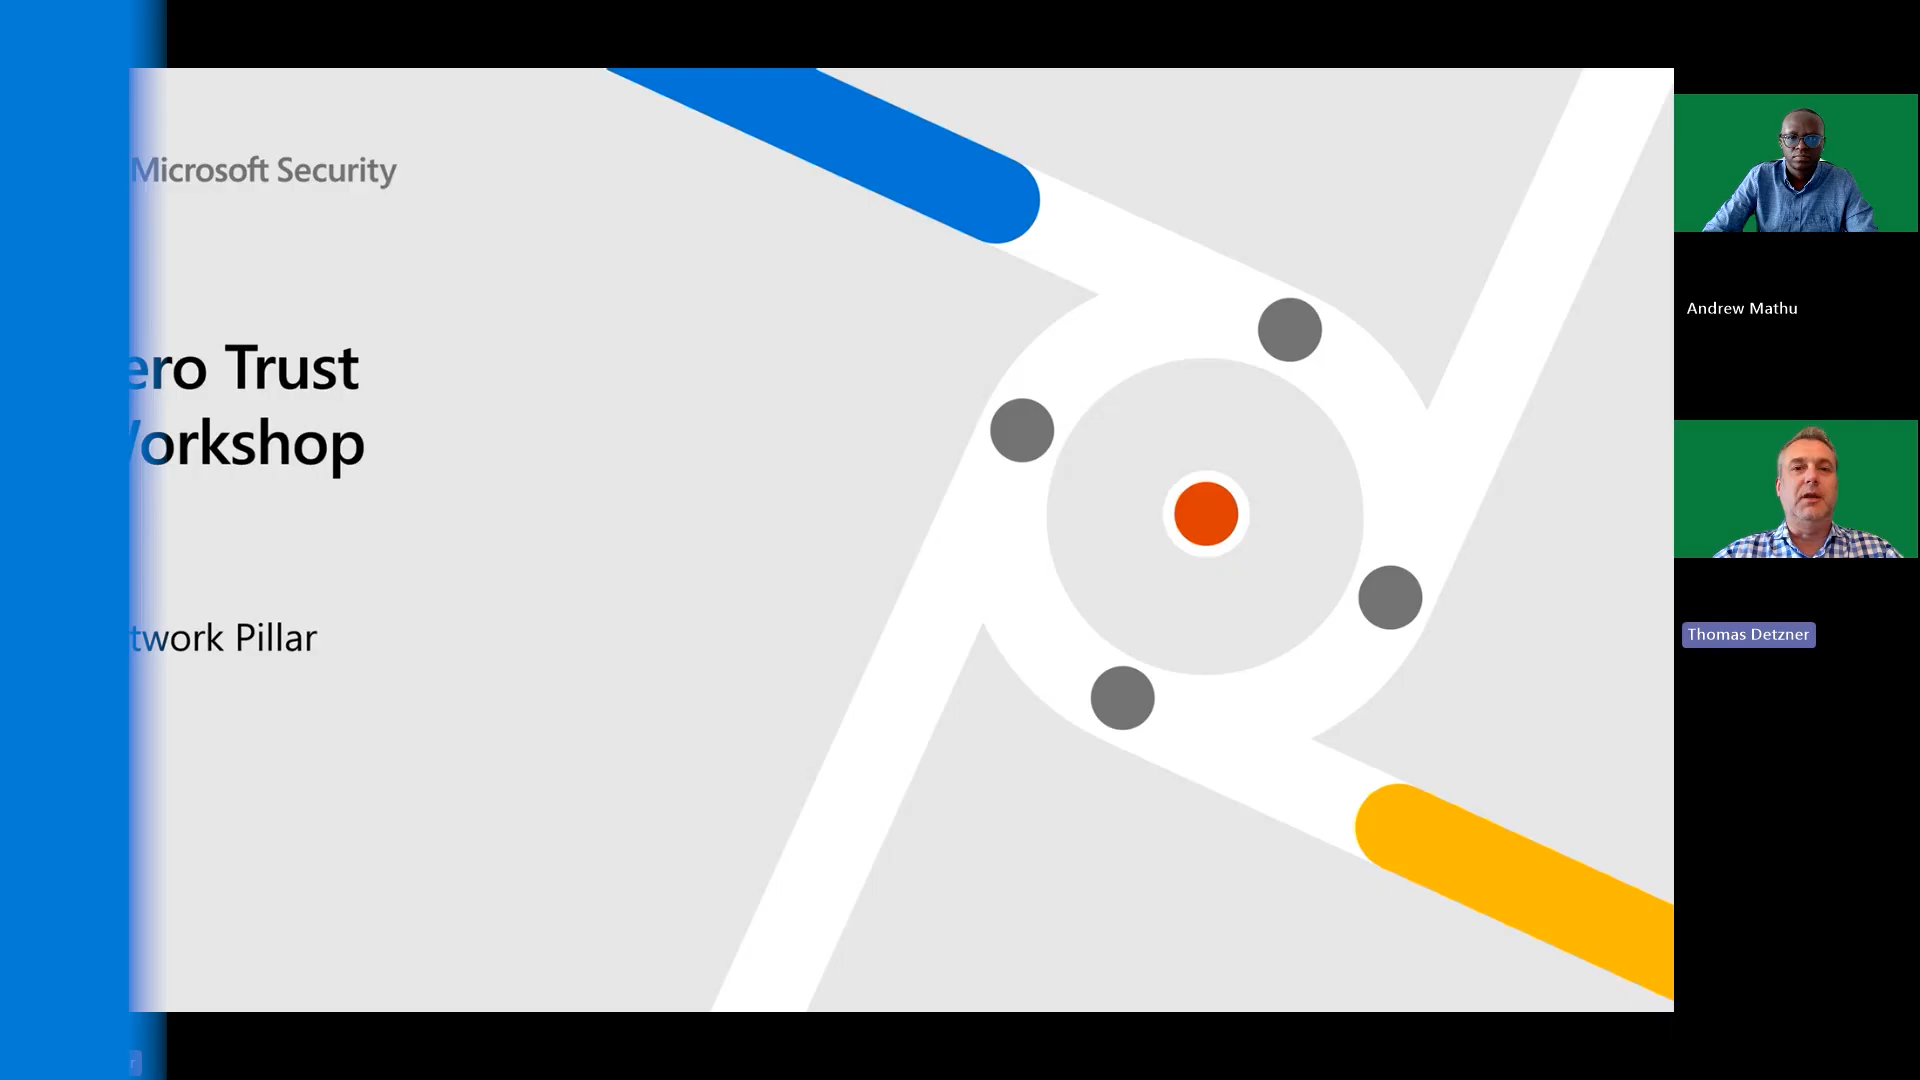 Microsoft Security
ero Trust
orkshop
twork Pillar
Andrew Mathu
Thomas Detzner
r